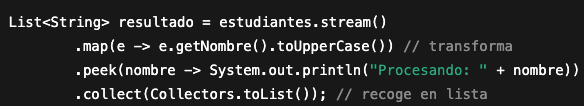 List<String> resultado = estudiantes.stream()
.map(e -> e.getNombre().toUpperCase()) // transforma
.peek(nombre -> System.out.println("Procesando: " + nombre))
.collect(Collectors.toList()); // recoge en lista